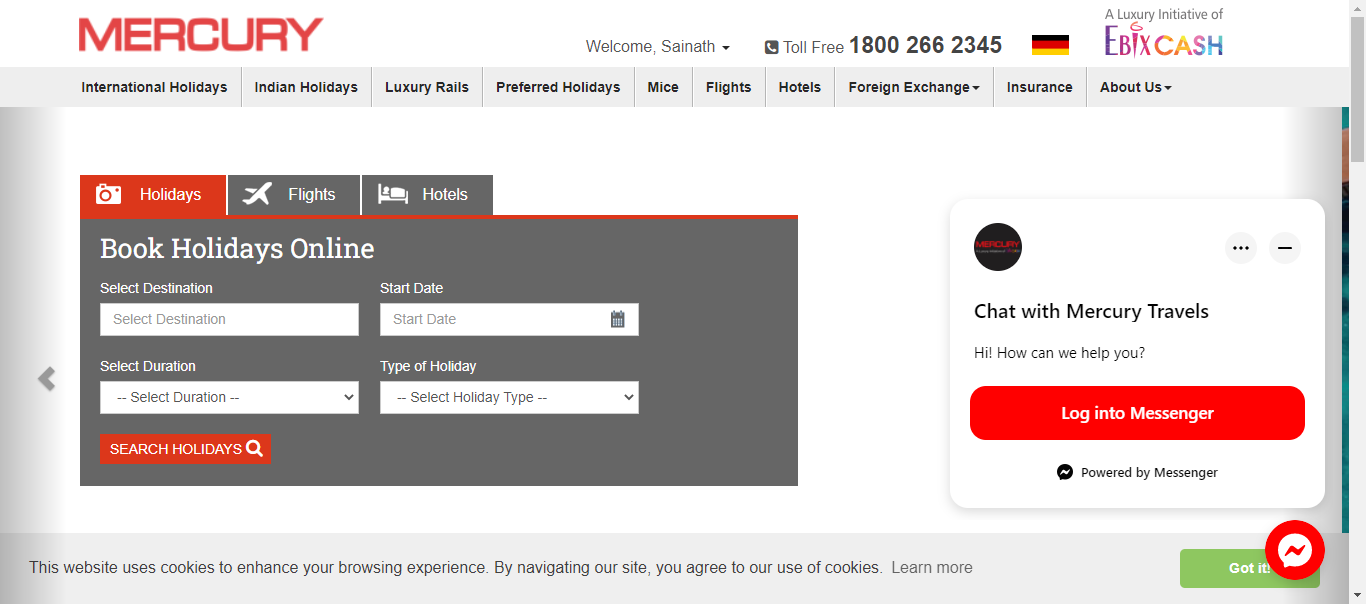 MERCURY
Welcome, Sainath
Toll Free 1800 266 2345
A Luxury Initiative of
EBIXCASH
International Holidays
Indian Holidays
Luxury Rails
Preferred Holidays
Mice
Flights
Hotels
Foreign Exchange
Insurance
About Us
Holidays
Flights
Hotels
Book Holidays Online
Select Destination
Start Date
Select Destination
Start Date
Select Duration
Type of Holiday
-- Select Duration --
-- Select Holiday Type --
SEARCH HOLIDAYS
MERCURY
Chat with Mercury Travels
Hi! How can we help you?
Log into Messenger
Powered by Messenger
This website uses cookies to enhance your browsing experience. By navigating our site, you agree to our use of cookies. Learn more
Got it!